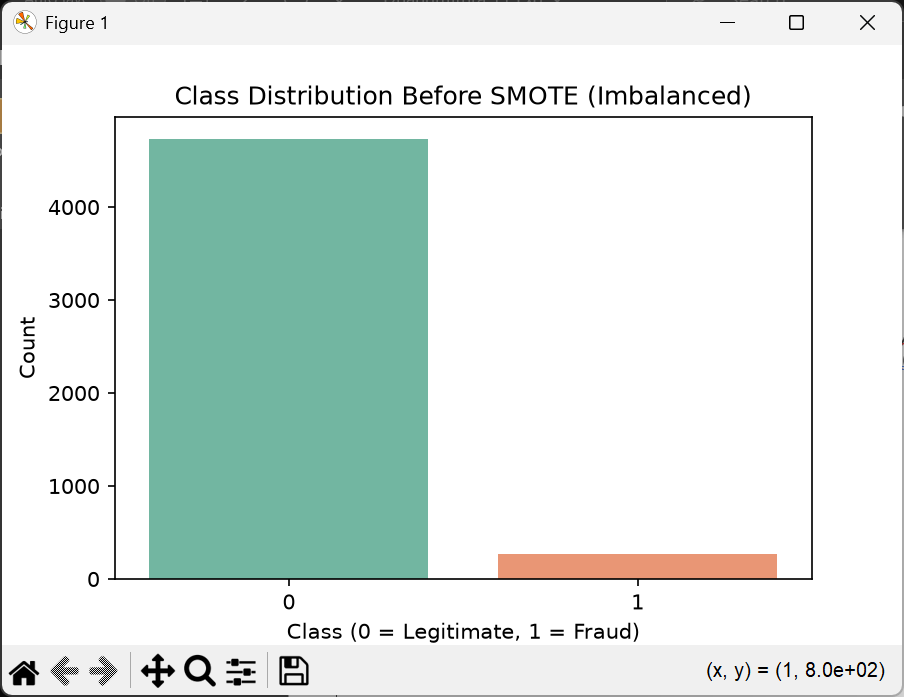 Figure 1
Class Distribution Before SMOTE (Imbalanced)
4000
3000
2000
1000
0
Count
0
1
Class (0 = Legitimate, 1 = Fraud)
(x, y) = (1, 8.0e+02)